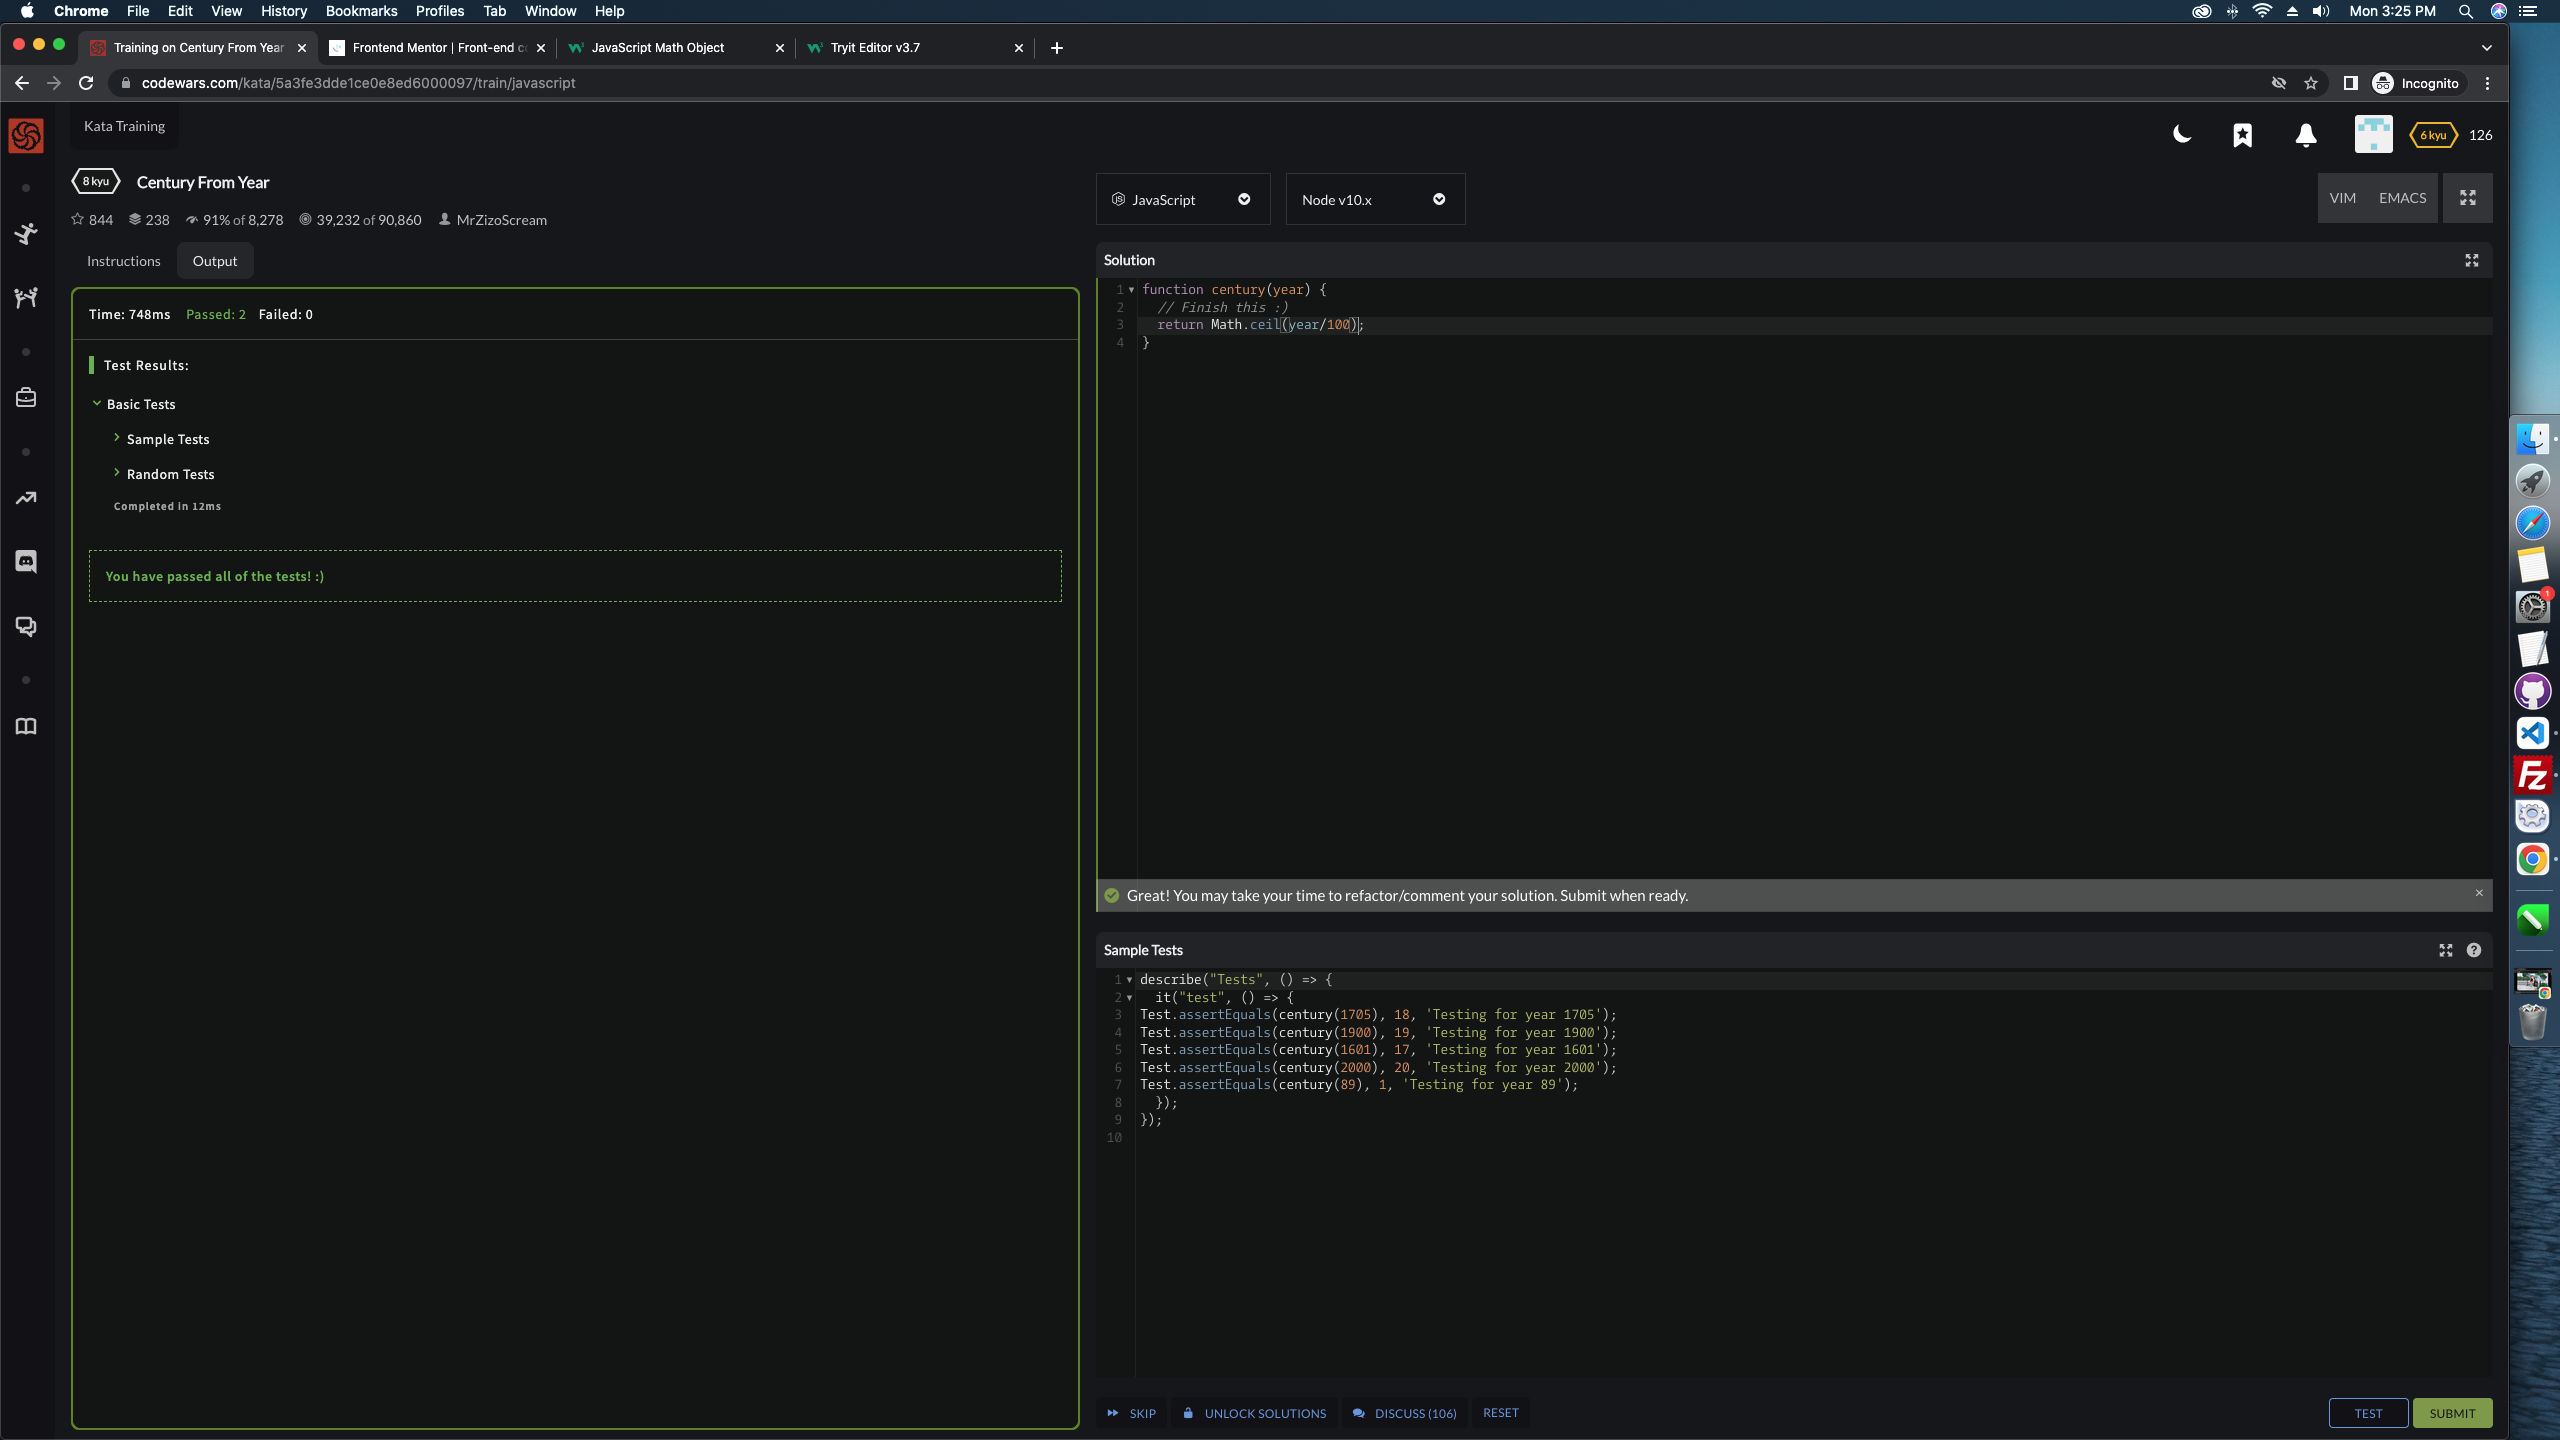 Chrome File Edit View History Bookmarks Profiles Tab Window Help Mon 3:25 PM
Training on Century From Year Frontend Mentor | Front-end c JavaScript Math Object Tryit Editor v3.7
codewars.com/kata/5a3fe3dde1ce0e8ed6000097/train/javascript Incognito
Kata Training
6 kyu 126
8 kyu Century From Year
844 238 91% of 8,278 39,232 of 90,860 MrZizoScream
JavaScript Node v10.x VIM EMACS
Instructions Output
Time: 748ms Passed: 2 Failed: 0
Test Results:
Basic Tests
Sample Tests
Random Tests
Completed in 12ms
You have passed all of the tests! :)
Solution
1 function century(year) {
2 // Finish this :)
3 return Math.ceil(year/100);
4 }
Great! You may take your time to refactor/comment your solution. Submit when ready.
Sample Tests
1 describe("Tests", () => {
2 it("test", () => {
3 Test.assertEquals(century(1705), 18, 'Testing for year 1705');
4 Test.assertEquals(century(1900), 19, 'Testing for year 1900');
5 Test.assertEquals(century(1601), 17, 'Testing for year 1601');
6 Test.assertEquals(century(2000), 20, 'Testing for year 2000');
7 Test.assertEquals(century(89), 1, 'Testing for year 89');
8 });
9 });
10
SKIP UNLOCK SOLUTIONS DISCUSS (106) RESET TEST SUBMIT
1
Fz